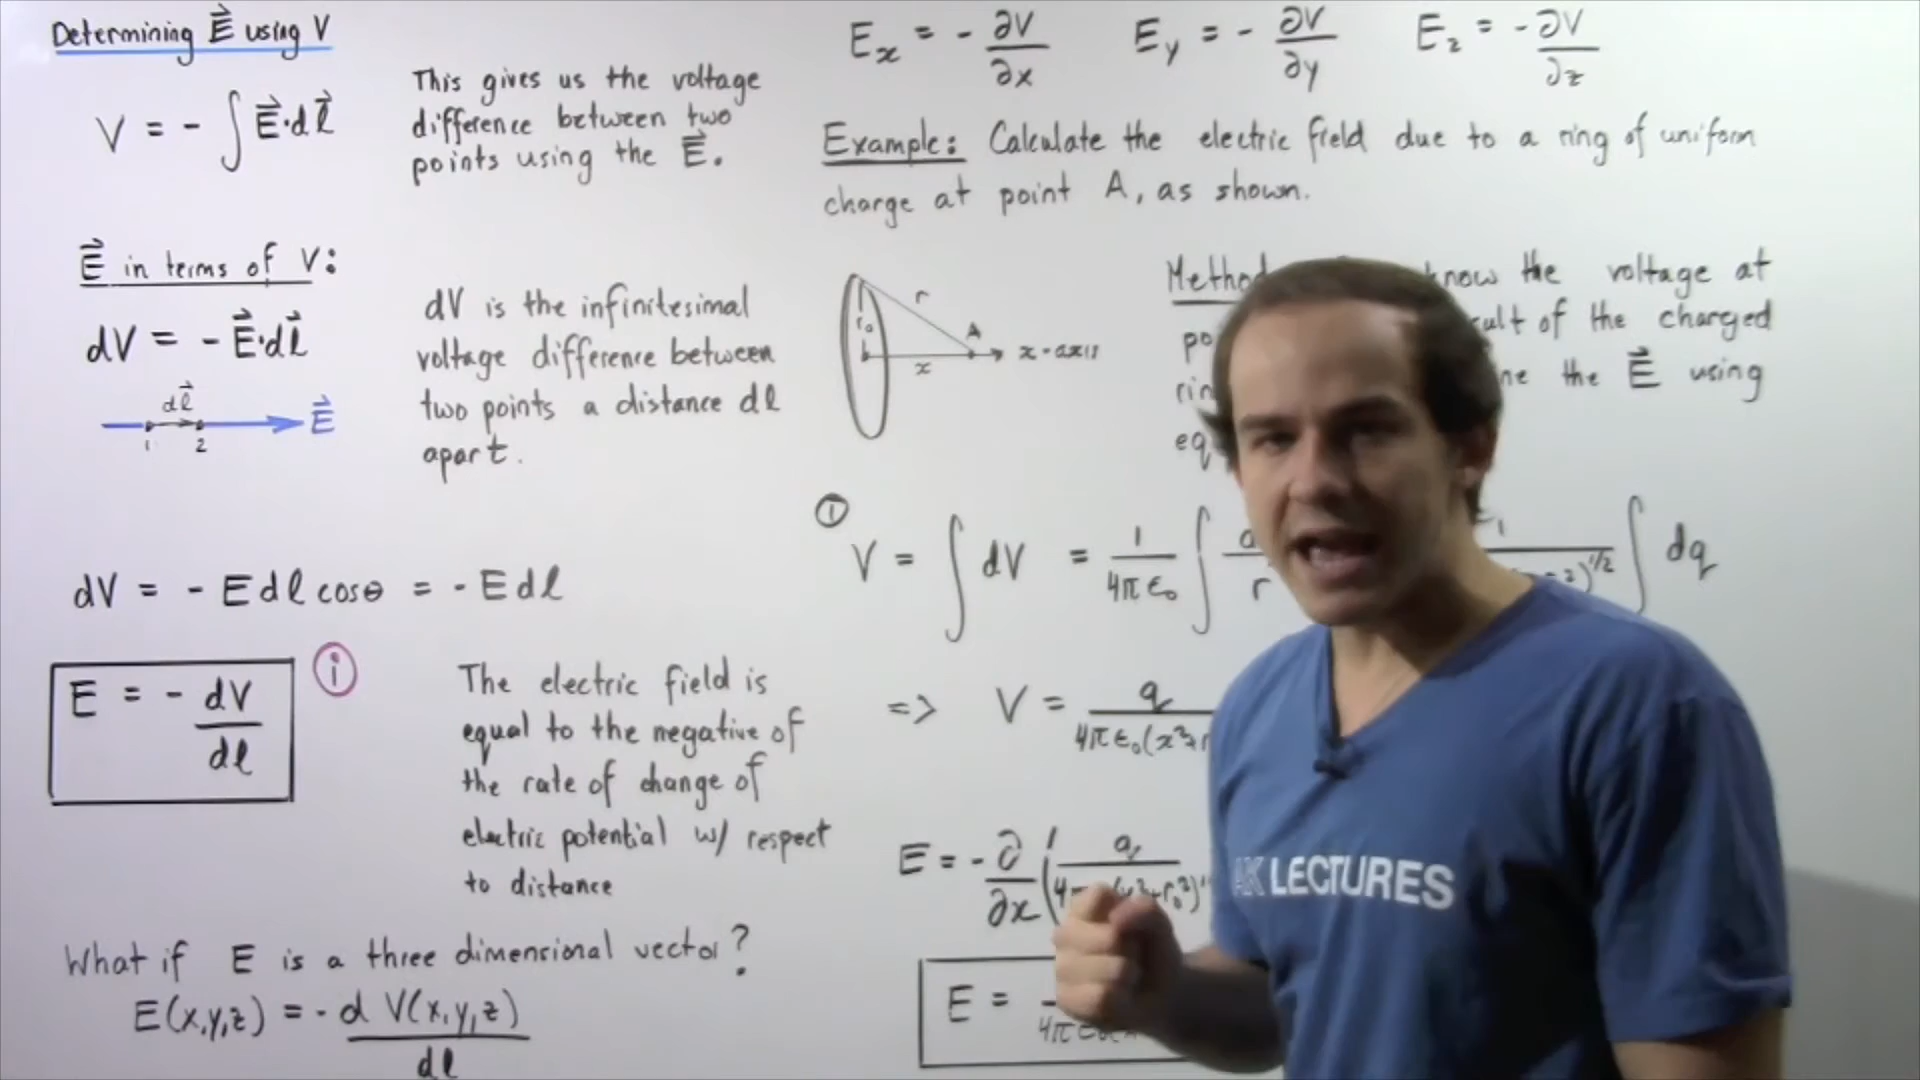 Determining E⃗ using V
V = - ∫ E⃗·dl⃗
This gives us the voltage
difference between two
points using the E⃗.
E⃗ in terms of V:
dV = - E⃗·dl⃗
dl⃗
E⃗
1 2
dV is the infinitesimal
voltage difference between
two points a distance dl
apart.
dV = - E dl cosθ = - E dl
E = - dV/dl
i
The electric field is
equal to the negative of
the rate of change of
electric potential w/ respect
to distance
What if E is a three dimensional vector?
E(x,y,z) = - d V(x,y,z)/dl
Ex = - ∂V/∂x Ey = - ∂V/∂y Ez = - ∂V/∂z
Example: Calculate the electric field due to a ring of uniform
charge at point A, as shown.
r
r₀
A
x
x-axis
know the voltage at
of the charged
the E⃗ using
①
V = ∫ dV = 1/4πε₀ ∫
∫ dq
=> V = q
4πε₀(x²+r
E = - ∂/∂x ( q
E = -
AK LECTURES